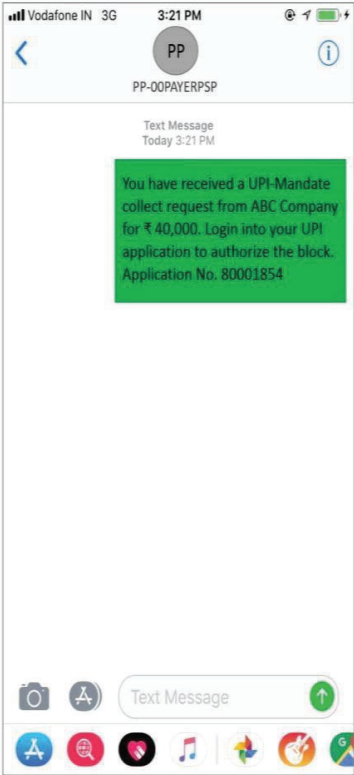 Vodafone IN 3G 3:21 PM
PP
PP-00PAYERPSP
Text Message
Today 3:21 PM
You have received a UPI-Mandate
collect request from ABC Company
for ₹ 40,000. Login into your UPI
application to authorize the block.
Application No. 80001854
Text Message
G